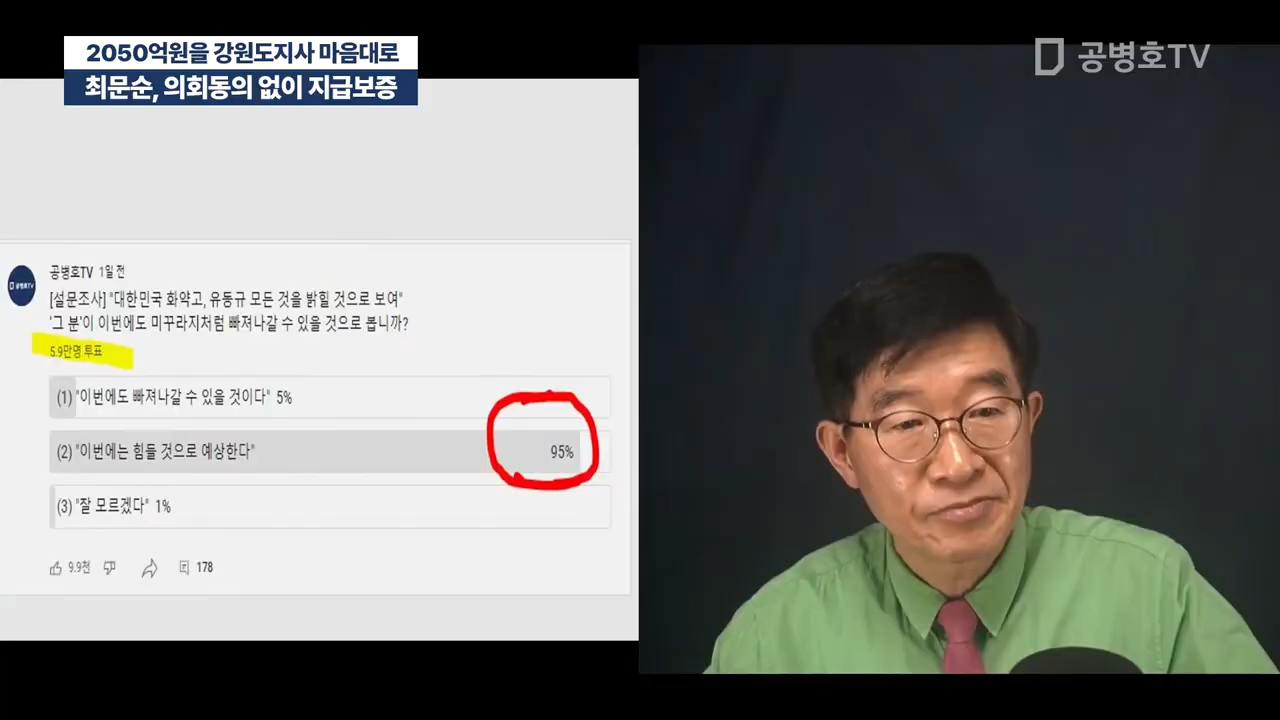 2050억원을 강원도지사 마음대로
최문순, 의회동의 없이 지급보증
공병호TV
공병호TV 1일 전
[설문조사] "대한민국 화약고, 유동규 모든 것을 밝힐 것으로 보여"
'그 분'이 이번에도 미꾸라지처럼 빠져나갈 수 있을 것으로 봅니까?
5.9만명 투표
(1) "이번에도 빠져나갈 수 있을 것이다" 5%
(2) "이번에는 힘들 것으로 예상한다" 95%
(3) "잘 모르겠다" 1%
9.9천 178